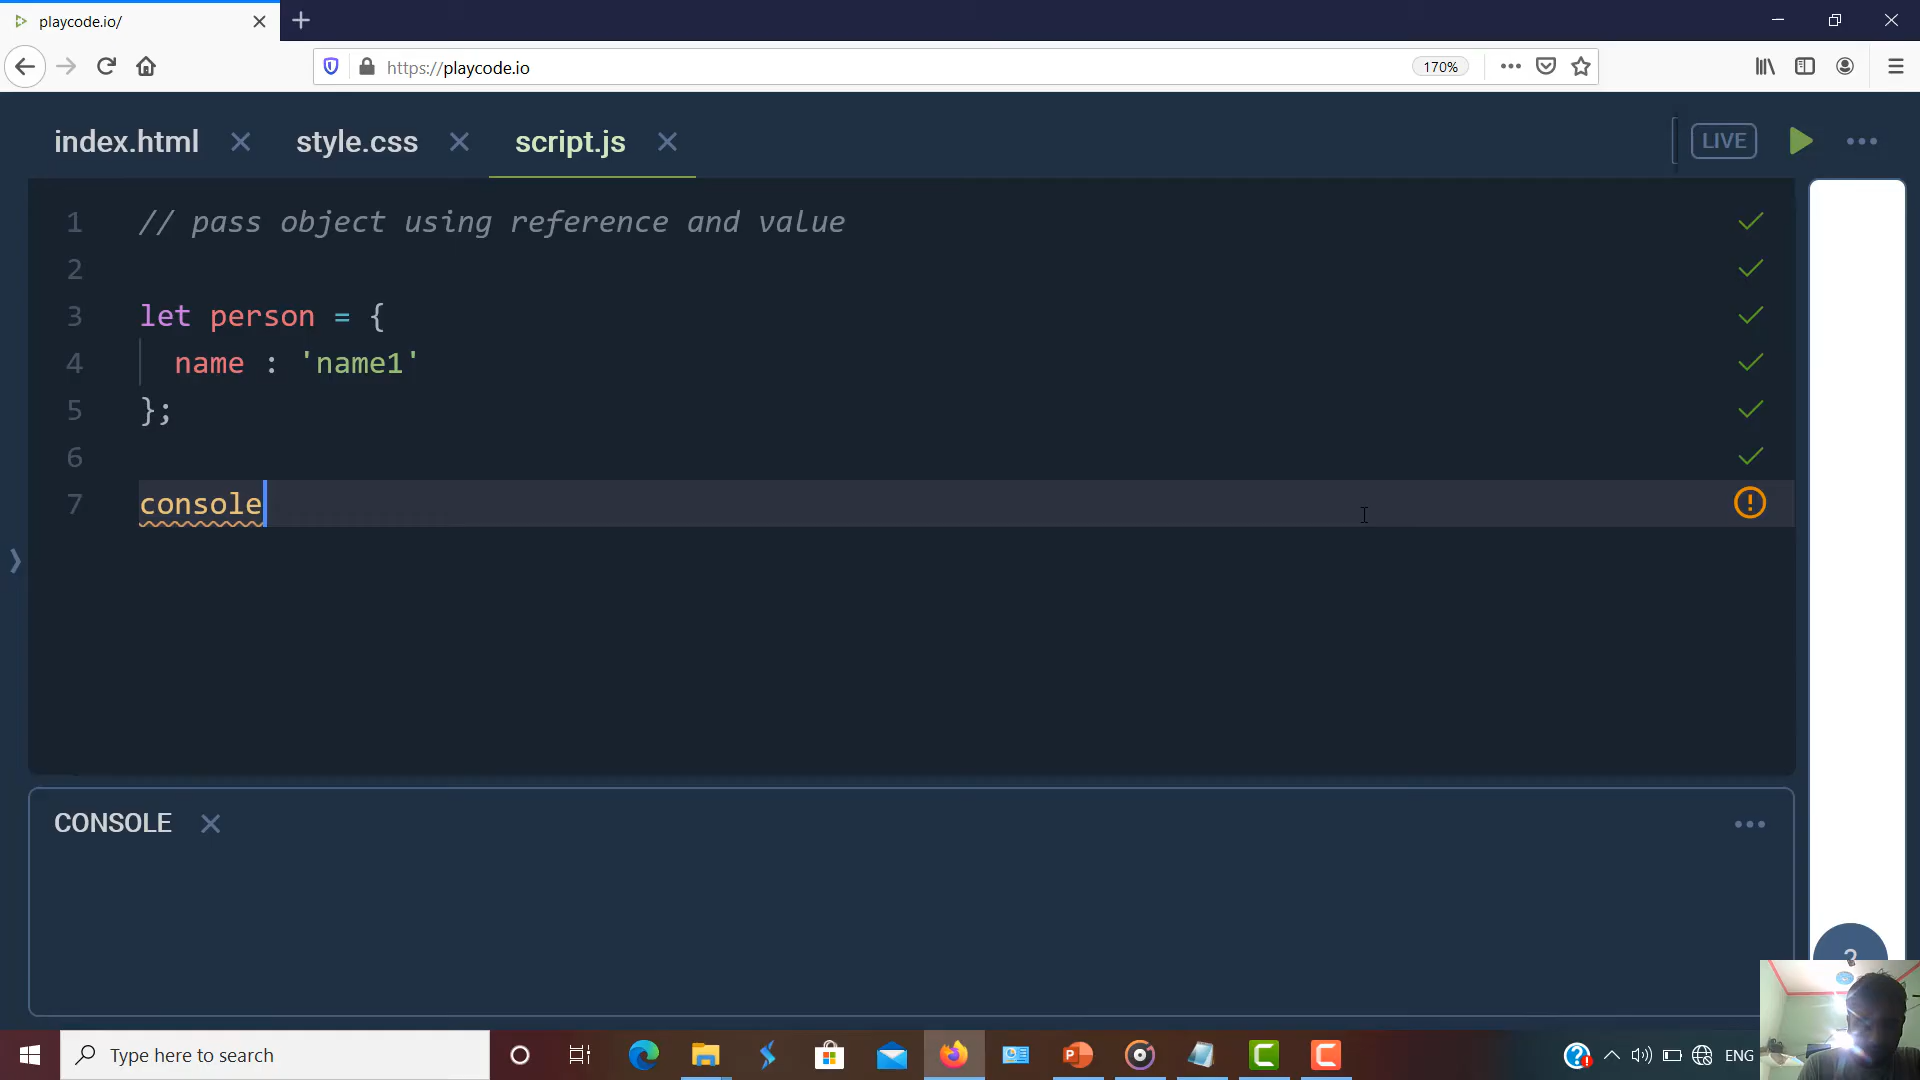 playcode.io/
https://playcode.io
170%
index.html
style.css
script.js
LIVE
1 // pass object using reference and value
2
3 let person = {
4 name : 'name1'
5 };
6
7 console
CONSOLE
?
Type here to search
ENG